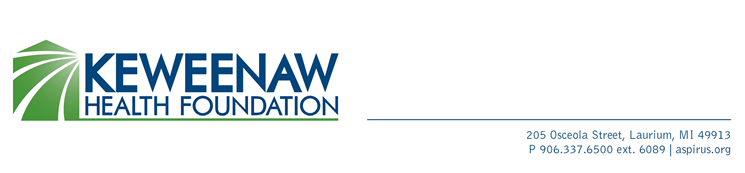 KEWEENAW
HEALTH FOUNDATION
205 Osceola Street, Laurium, MI 49913
P 906.337.6500 ext. 6089 | aspirus.org